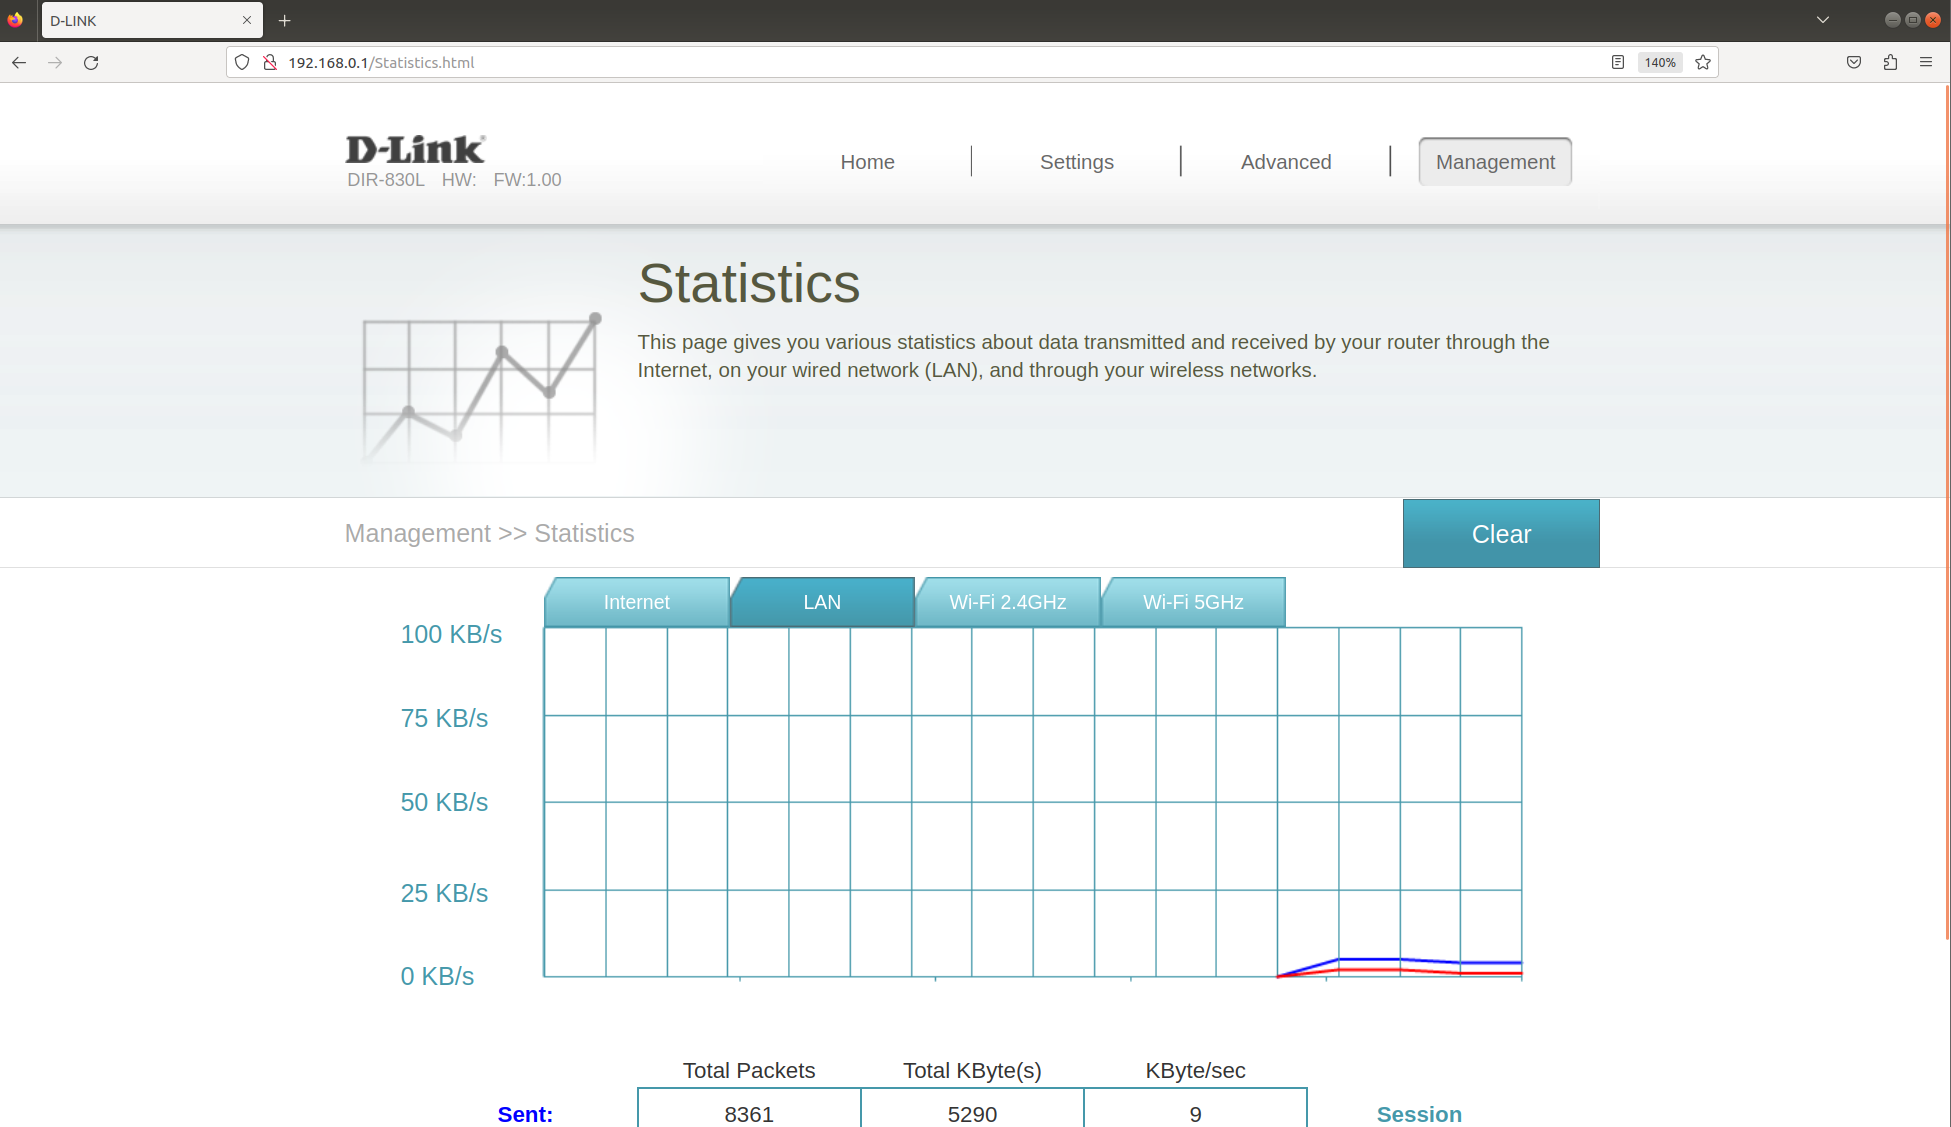 D-LINK
192.168.0.1/Statistics.html
140%
D-Link
DIR-830L HW: FW:1.00
Home
Settings
Advanced
Management
Statistics
This page gives you various statistics about data transmitted and received by your router through the
Internet, on your wired network (LAN), and through your wireless networks.
Management >> Statistics
Clear
Internet
LAN
Wi-Fi 2.4GHz
Wi-Fi 5GHz
100 KB/s
75 KB/s
50 KB/s
25 KB/s
0 KB/s
Total Packets
Total KByte(s)
KByte/sec
Sent:
8361
5290
9
Session